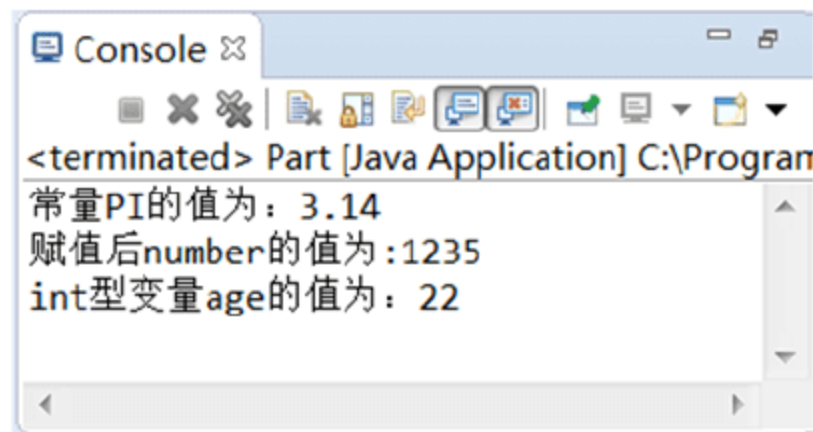 Console
<terminated> Part [Java Application] C:\Program
常量PI的值为：3.14
赋值后number的值为:1235
int型变量age的值为：22